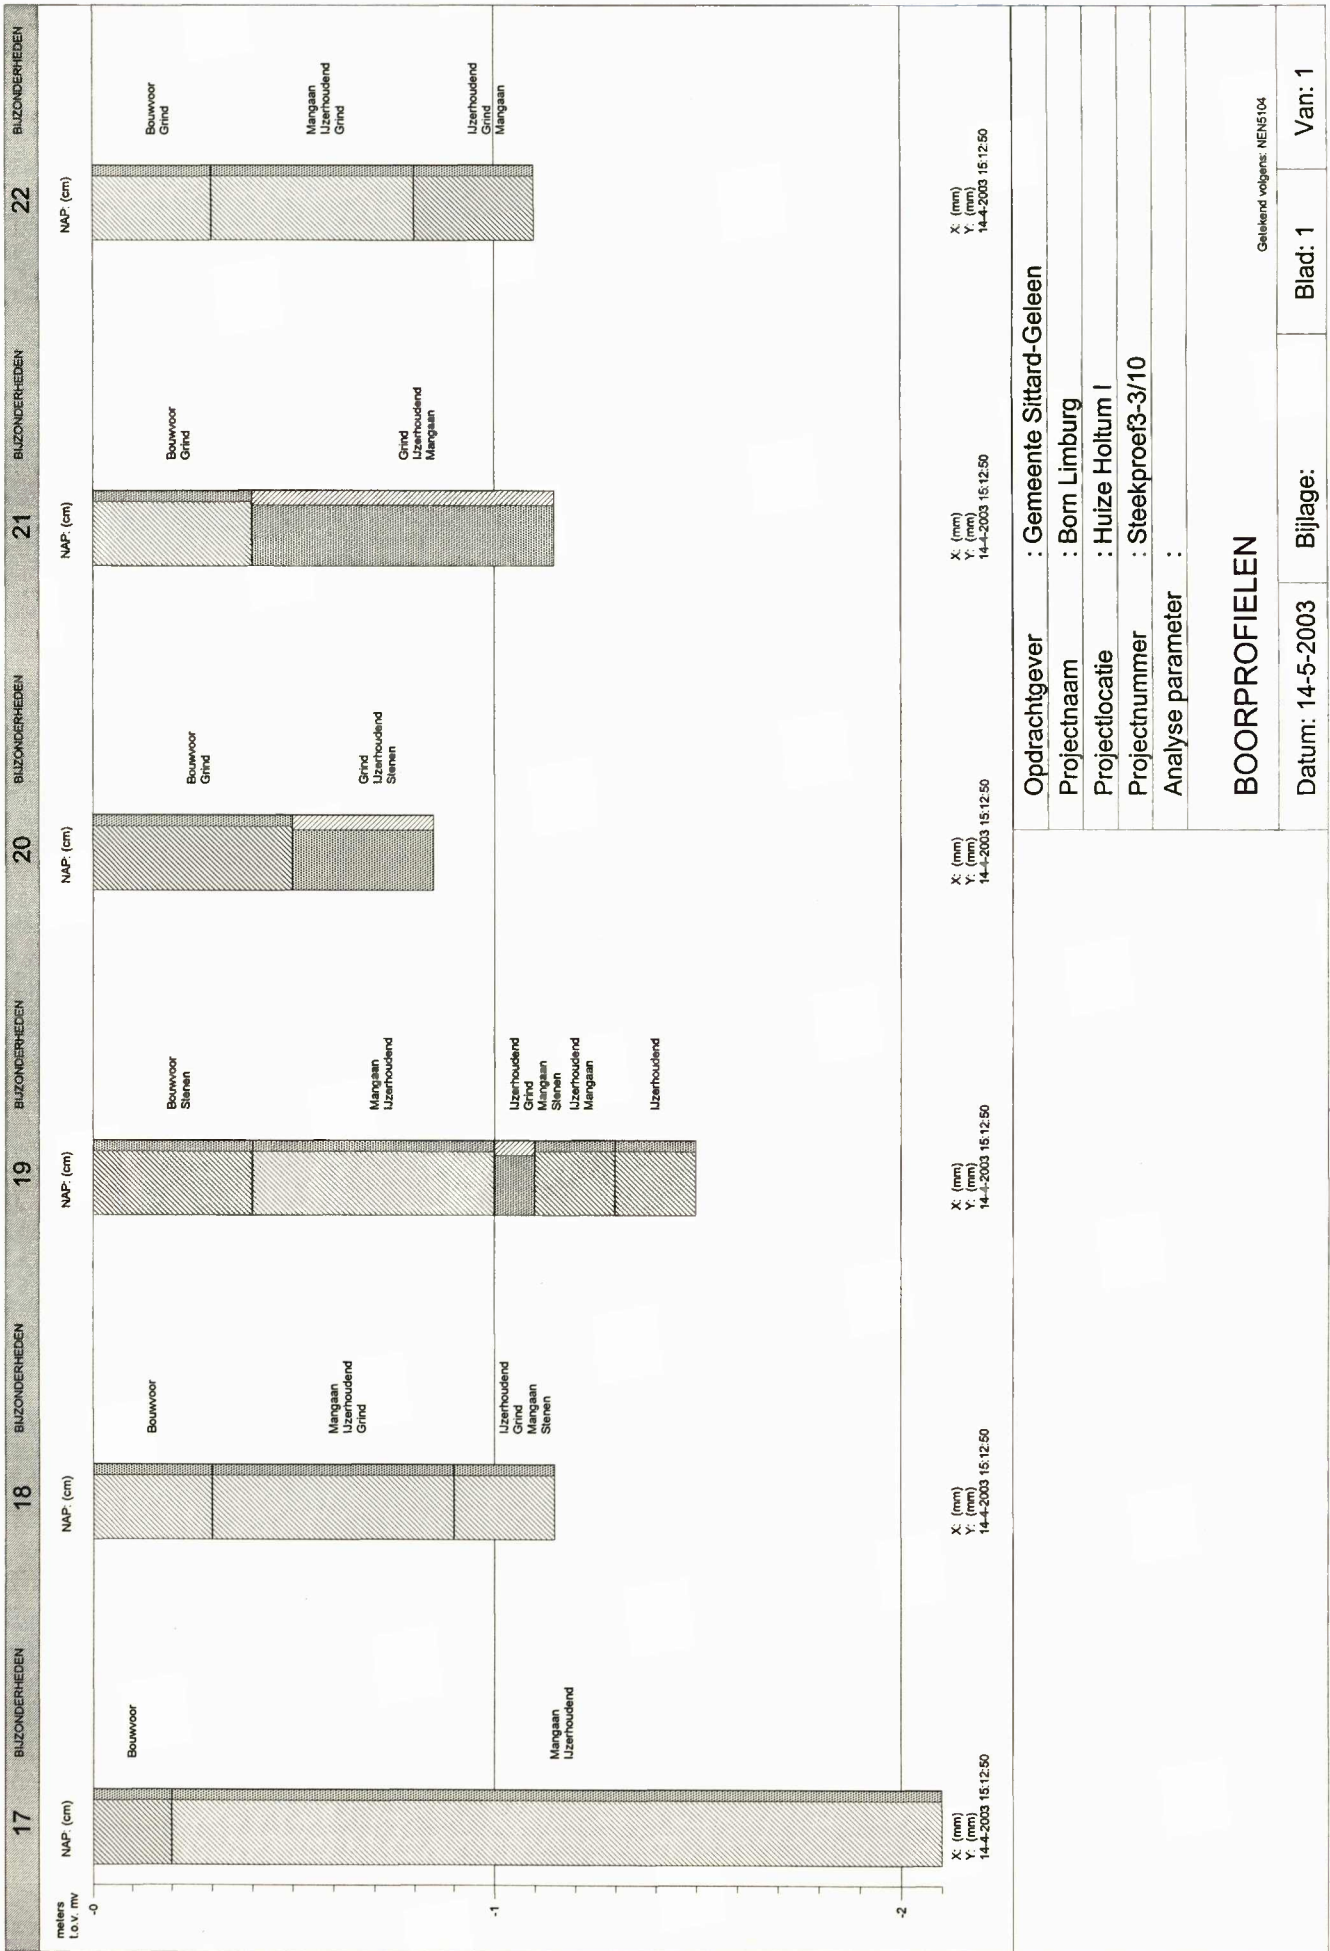 17 BIJZONDERHEDEN 18 BIJZONDERHEDEN 19 BIJZONDERHEDEN 20 BIJZONDERHEDEN 21 BIJZONDERHEDEN 22 BIJZONDERHEDEN
meters
t.o.v. mv
-0
-1
-2
NAP: (cm)
Bouwvoor
Mangaan
IJzerhoudend
X: (mm)
Y: (mm)
14-4-2003 15:12:50
NAP: (cm)
Bouwvoor
Mangaan
IJzerhoudend
Grind
IJzerhoudend
Grind
Mangaan
Stenen
X: (mm)
Y: (mm)
14-4-2003 15:12:50
NAP: (cm)
Bouwvoor
Stenen
Mangaan
IJzerhoudend
IJzerhoudend
Grind
Mangaan
Stenen
IJzerhoudend
Mangaan
IJzerhoudend
X: (mm)
Y: (mm)
14-4-2003 15:12:50
NAP: (cm)
Bouwvoor
Grind
Grind
IJzerhoudend
Stenen
X: (mm)
Y: (mm)
14-4-2003 15:12:50
NAP: (cm)
Bouwvoor
Grind
Grind
IJzerhoudend
Mangaan
X: (mm)
Y: (mm)
14-4-2003 15:12:50
NAP: (cm)
Bouwvoor
Grind
Mangaan
IJzerhoudend
Grind
IJzerhoudend
Grind
Mangaan
X: (mm)
Y: (mm)
14-4-2003 15:12:50
Opdrachtgever : Gemeente Sittard-Geleen
Projectnaam : Born Limburg
Projectlocatie : Huize Holtum I
Projectnummer : Steekproef3-3/10
Analyse parameter :
BOORPROFIELEN
Getekend volgens: NEN5104
Datum: 14-5-2003 Bijlage: Blad: 1 Van: 1